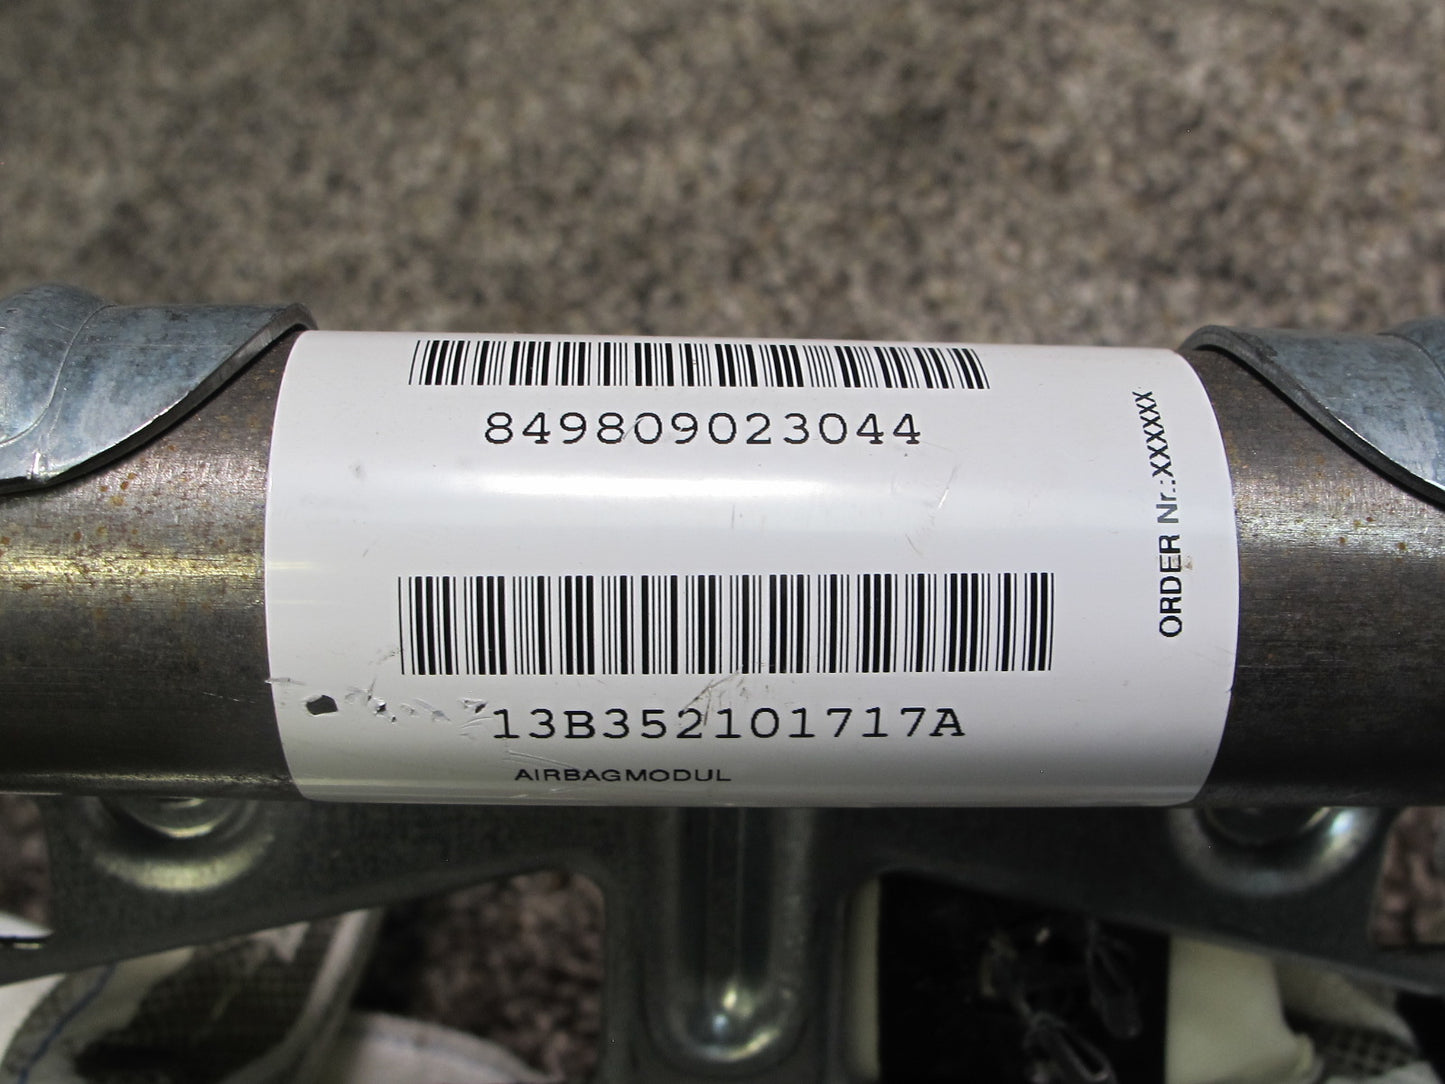 849809023044
13B352101717A
AIRBAGMODUL
ORDER Nr.:XXXXXX